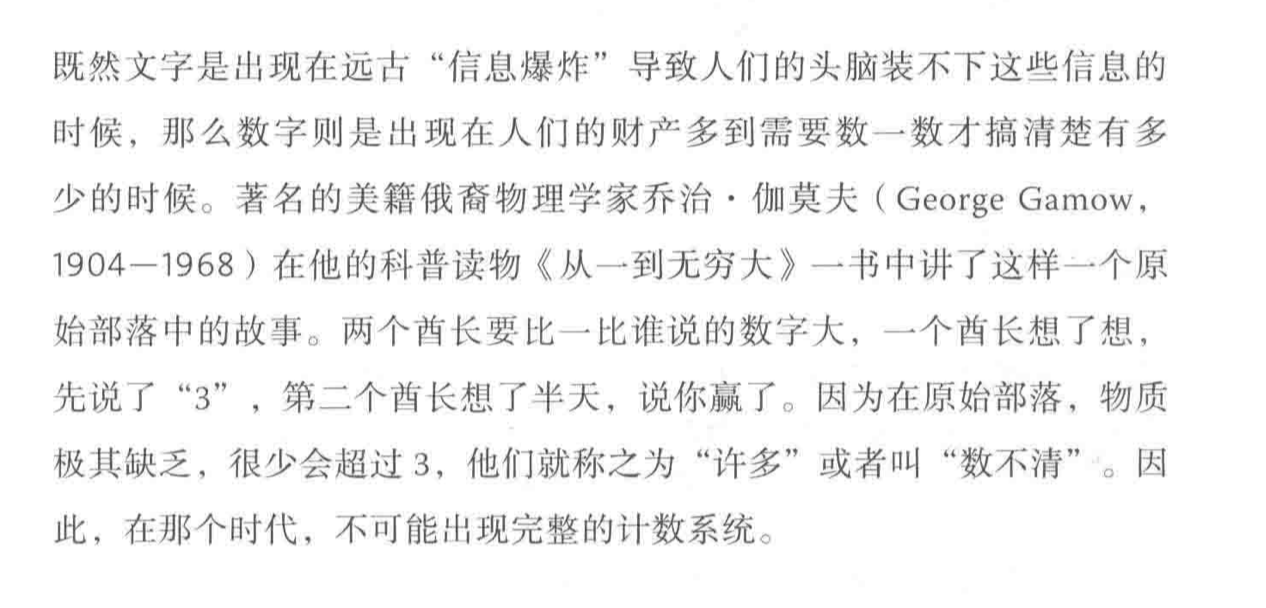 既然文字是出现在远古“信息爆炸”导致人们的头脑装不下这些信息的
时候，那么数字则是出现在人们的财产多到需要数一数才搞清楚有多
少的时候。著名的美籍俄裔物理学家乔治·伽莫夫（George Gamow，
1904—1968）在他的科普读物《从一到无穷大》一书中讲了这样一个原
始部落中的故事。两个酋长要比一比谁说的数字大，一个酋长想了想，
先说了“3”，第二个酋长想了半天，说你赢了。因为在原始部落，物质
极其缺乏，很少会超过 3，他们就称之为“许多”或者叫“数不清”。因
此，在那个时代，不可能出现完整的计数系统。